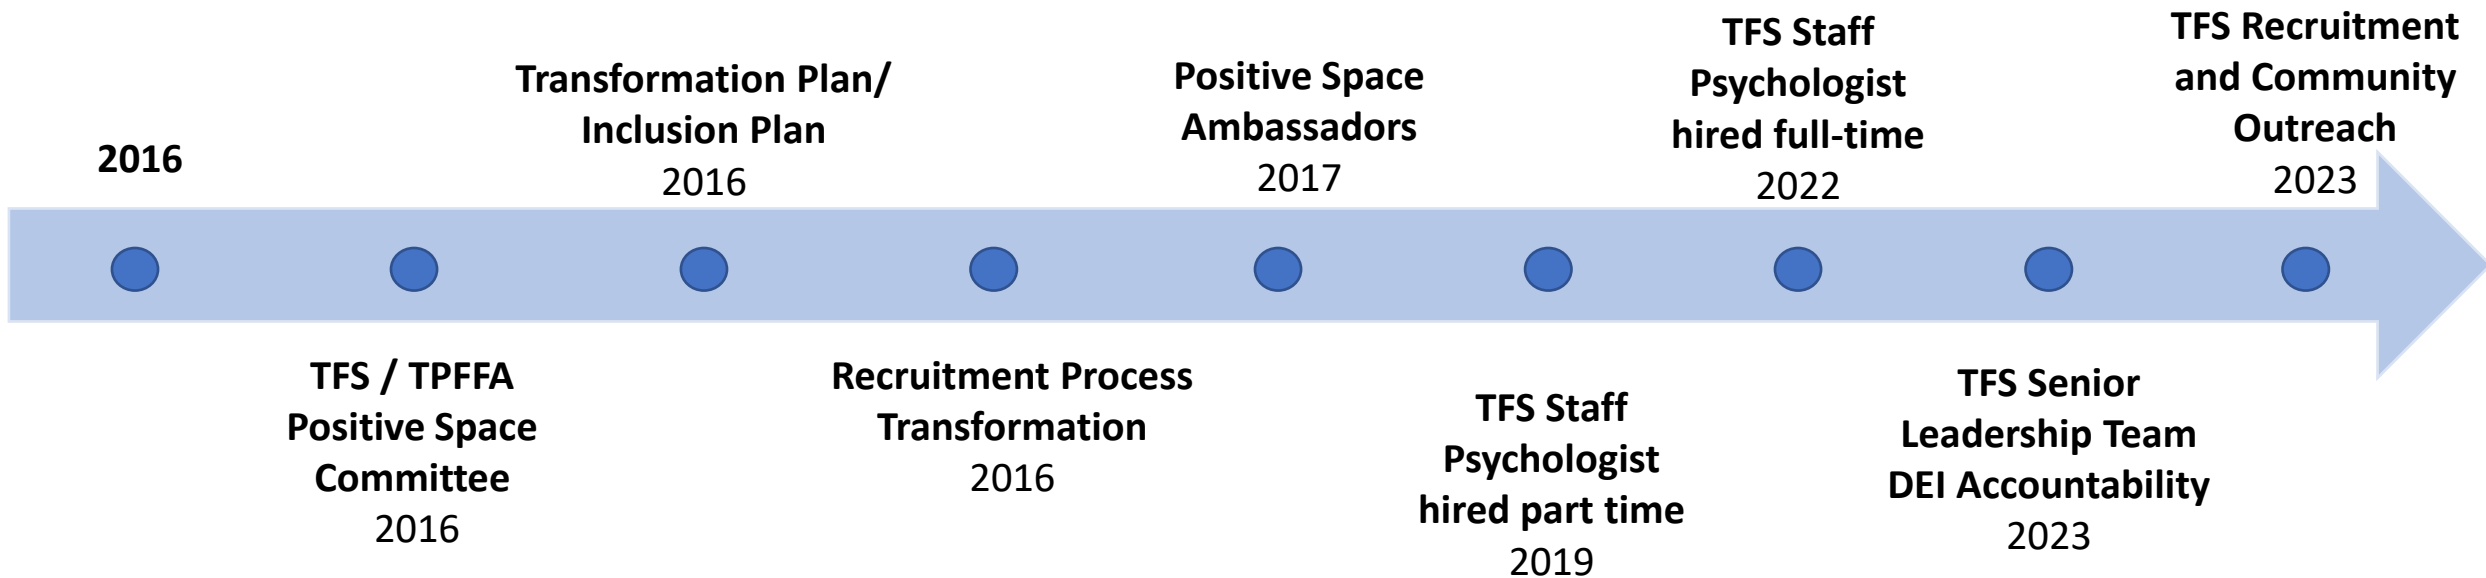 2016
TFS / TPFFA
Positive Space
Committee
2016
Transformation Plan/
Inclusion Plan
2016
Recruitment Process
Transformation
2016
Positive Space
Ambassadors
2017
TFS Staff
Psychologist
hired part time
2019
TFS Staff
Psychologist
hired full-time
2022
TFS Senior
Leadership Team
DEI Accountability
2023
TFS Recruitment
and Community
Outreach
2023